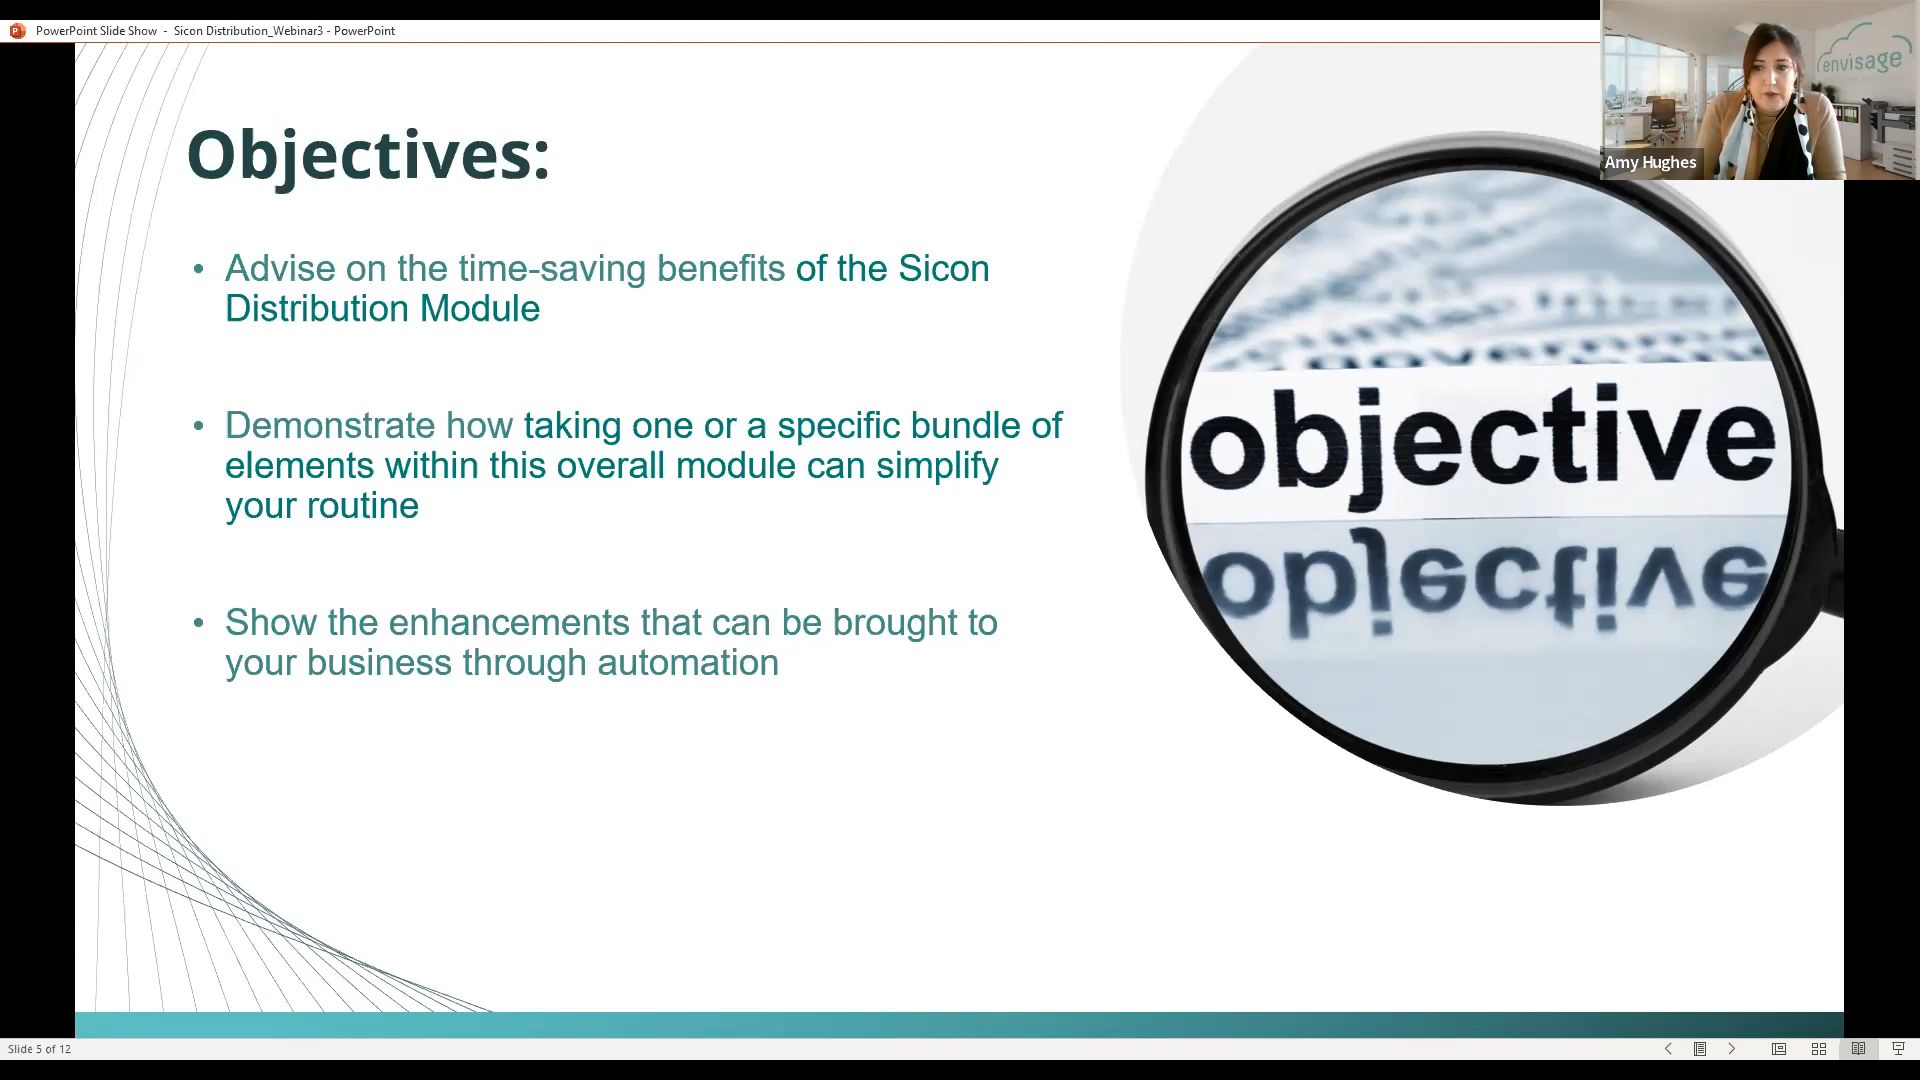 PowerPoint Slide Show - Sicon Distribution_Webinar3 - PowerPoint
envisage
Amy Hughes
Objectives:
• Advise on the time-saving benefits of the Sicon
Distribution Module
• Demonstrate how taking one or a specific bundle of
elements within this overall module can simplify
your routine
• Show the enhancements that can be brought to
your business through automation
objective
objective
Slide 5 of 12